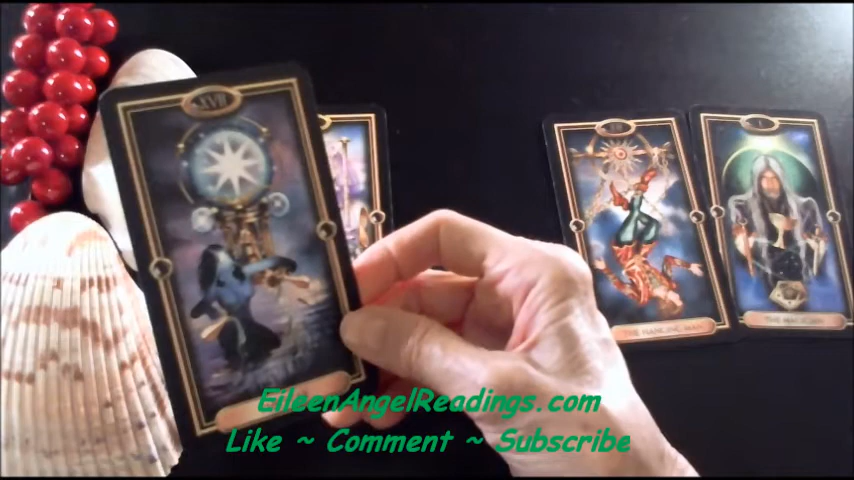 XVII
I
THE HANGING MAN
THE MAGICIAN
EileenAngelReadings.com
Like ~ Comment ~ Subscribe